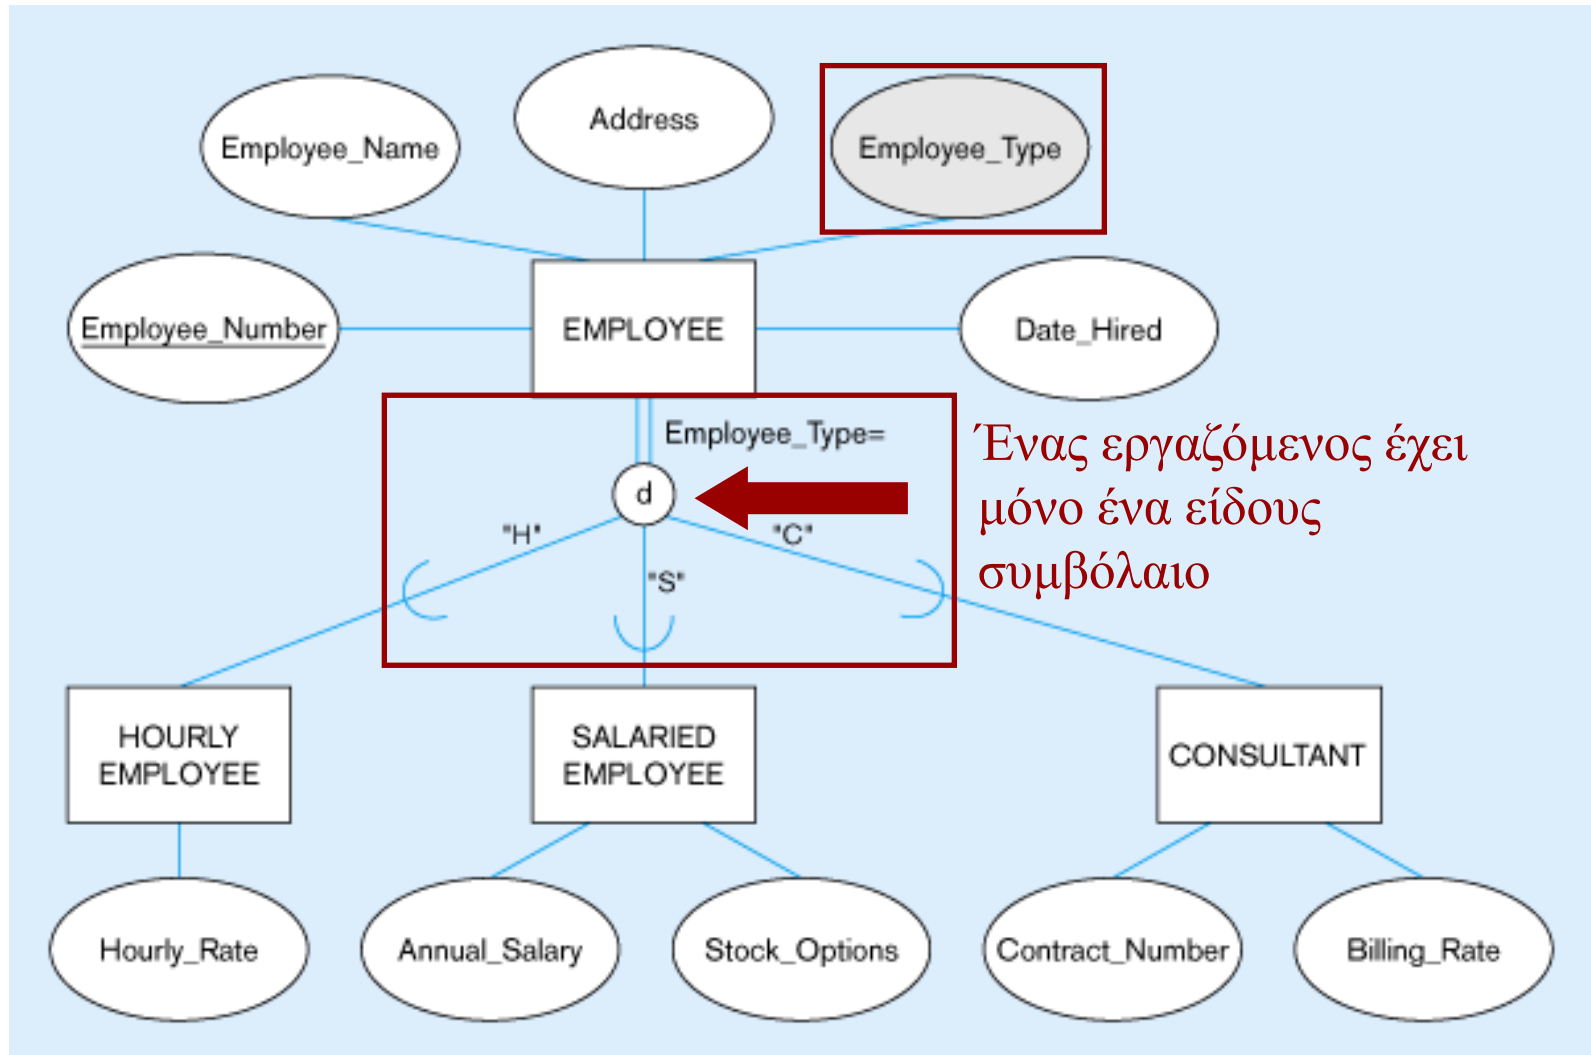 Address
Employee_Name
Employee_Type
Employee_Number
EMPLOYEE
Date_Hired
Employee_Type=
d
"H"
"S"
"C"
Ένας εργαζόμενος έχει
μόνο ένα είδους
συμβόλαιο
HOURLY
EMPLOYEE
SALARIED
EMPLOYEE
CONSULTANT
Hourly_Rate
Annual_Salary
Stock_Options
Contract_Number
Billing_Rate